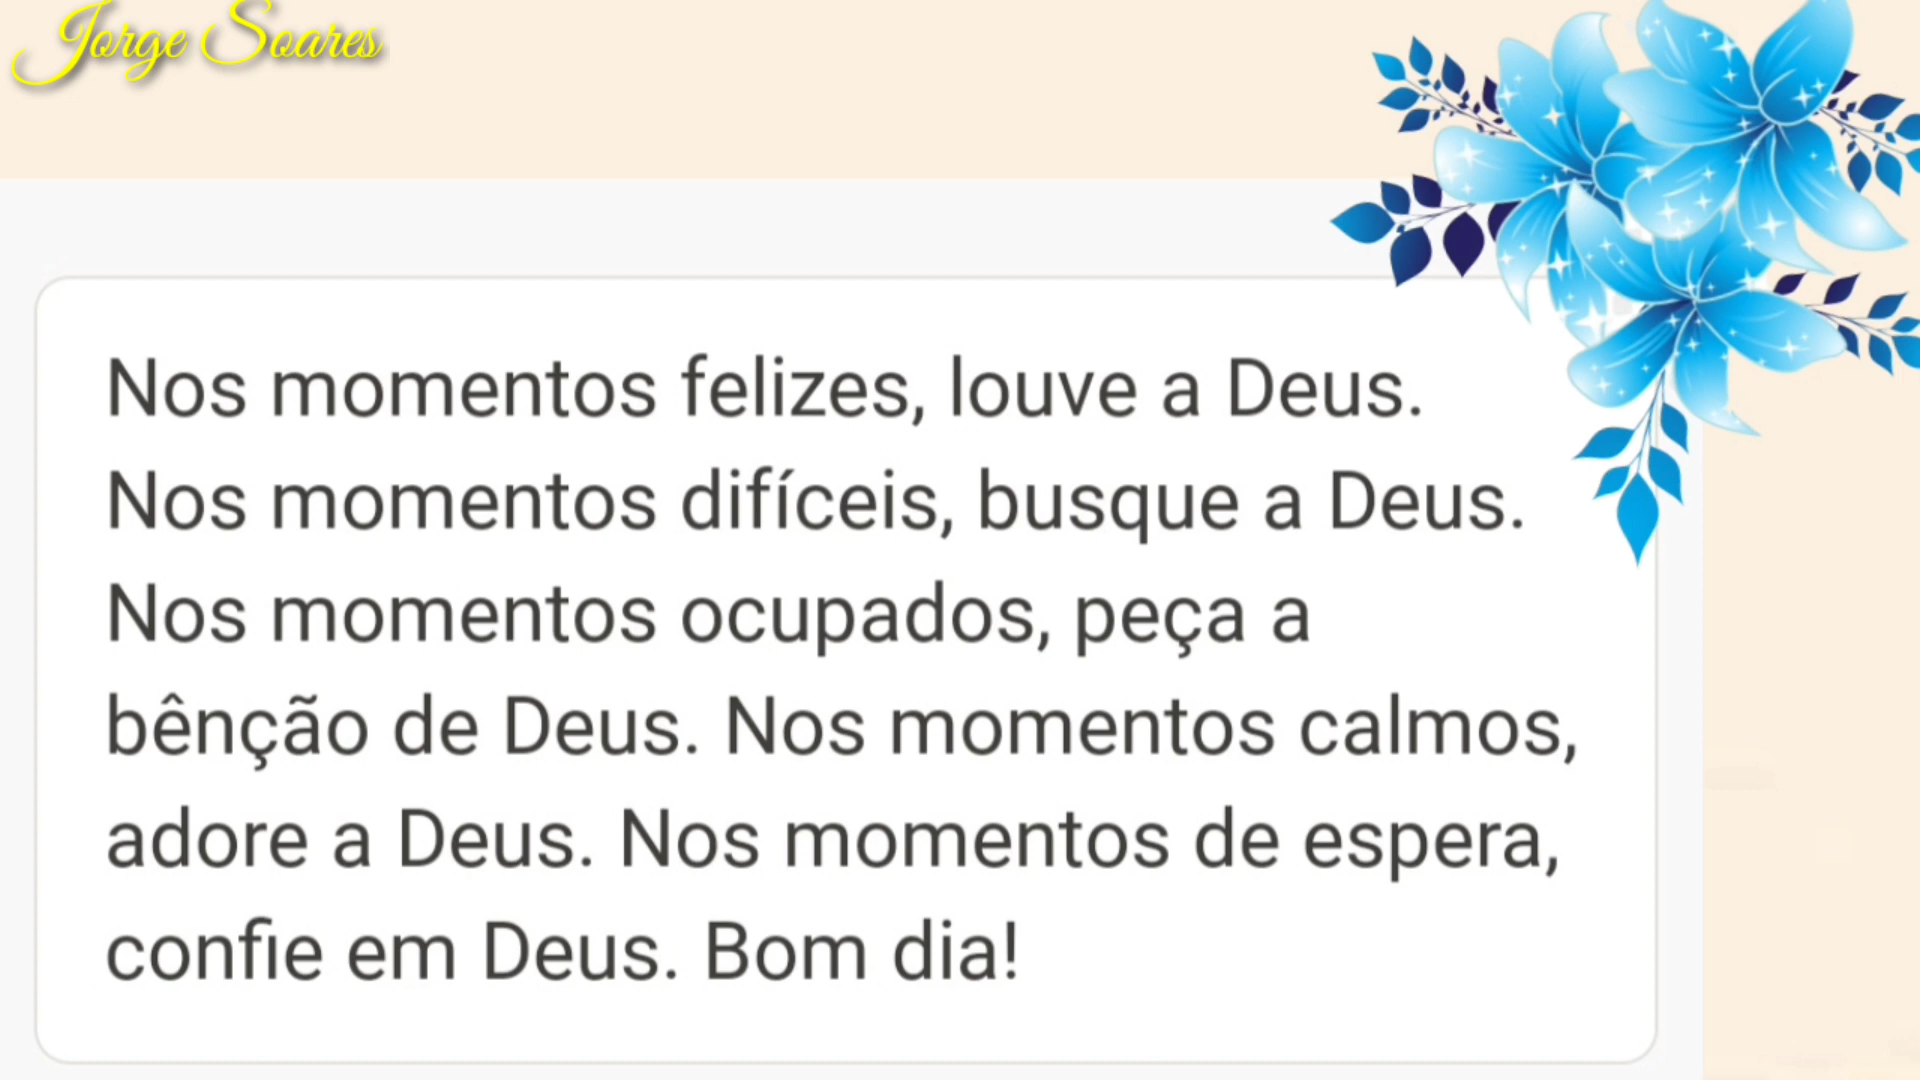 Jorge Soares
Nos momentos felizes, louve a Deus.
Nos momentos difíceis, busque a Deus.
Nos momentos ocupados, peça a
bênção de Deus. Nos momentos calmos,
adore a Deus. Nos momentos de espera,
confie em Deus. Bom dia!